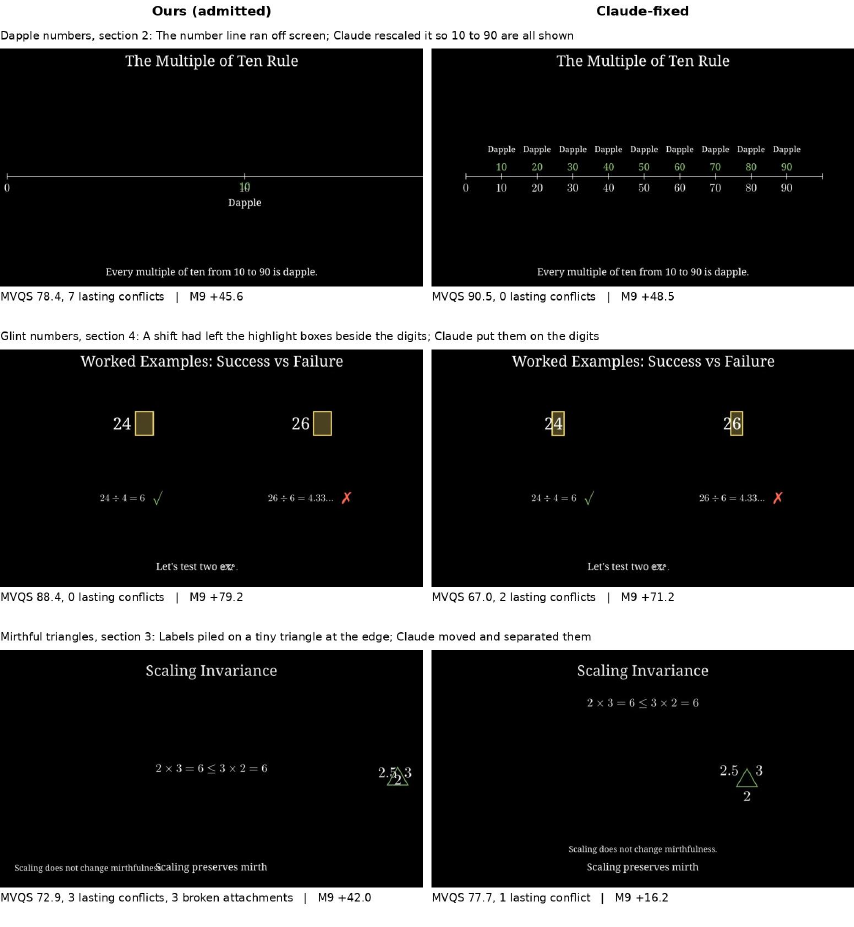 Ours (admitted) Claude-fixed
Dapple numbers, section 2: The number line ran off screen; Claude rescaled it so 10 to 90 are all shown
The Multiple of Ten Rule
0
Dapple
Every multiple of ten from 10 to 90 is dapple.
MVQS 78.4, 7 lasting conflicts | M9 +45.6
The Multiple of Ten Rule
Dapple Dapple Dapple Dapple Dapple Dapple Dapple Dapple Dapple
10 20 30 40 50 60 70 80 90
0 10 20 30 40 50 60 70 80 90
Every multiple of ten from 10 to 90 is dapple.
MVQS 90.5, 0 lasting conflicts | M9 +48.5
Glint numbers, section 4: A shift had left the highlight boxes beside the digits; Claude put them on the digits
Worked Examples: Success vs Failure
24 26
24 ÷ 4 = 6 √ 26 ÷ 6 = 4.33... ✗
Let's test two
MVQS 88.4, 0 lasting conflicts | M9 +79.2
Worked Examples: Success vs Failure
24 26
24 ÷ 4 = 6 √ 26 ÷ 6 = 4.33... ✗
Let's test two
MVQS 67.0, 2 lasting conflicts | M9 +71.2
Mirthful triangles, section 3: Labels piled on a tiny triangle at the edge; Claude moved and separated them
Scaling Invariance
2 × 3 = 6 ≤ 3 × 2 = 6
2.5 3
2
Scaling does not change mirthfulness.
Scaling preserves mirth
MVQS 72.9, 3 lasting conflicts, 3 broken attachments | M9 +42.0
Scaling Invariance
2 × 3 = 6 ≤ 3 × 2 = 6
2.5 3
2
Scaling does not change mirthfulness.
Scaling preserves mirth
MVQS 77.7, 1 lasting conflict | M9 +16.2